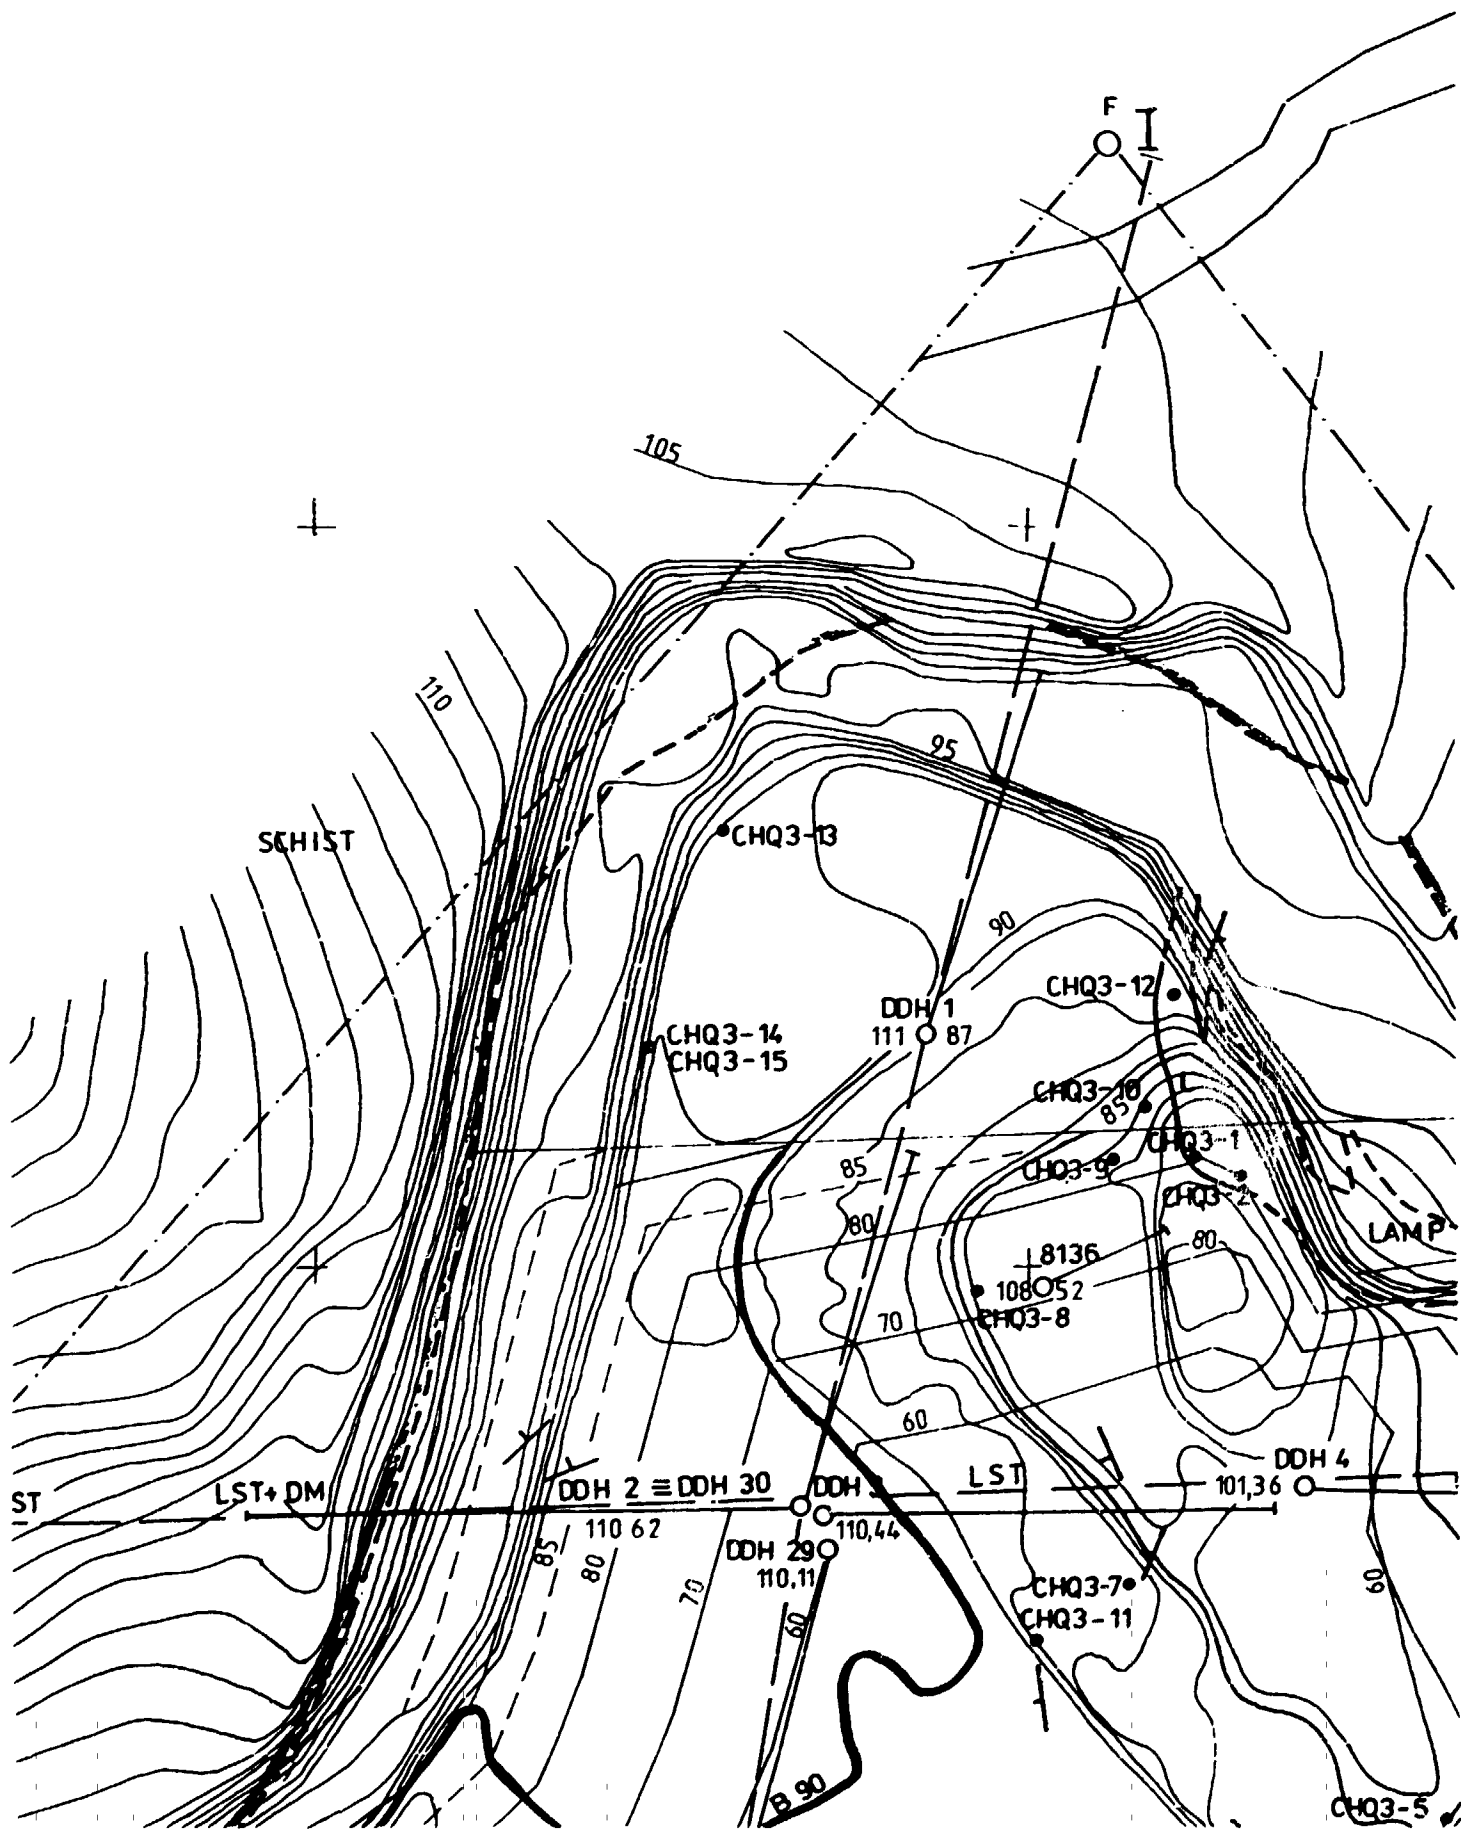 F
I
105
110
95
SCHIST
CHQ3-13
90
CHQ3-12
DDH 1
111 87
CHQ3-14
CHQ3-15
CHQ3-10
85
CHQ3-1
85
CHQ3-9
CHQ3-2
80
LAMP
80
8136
108 52
CHQ3-8
70
60
DDH 4
LST
101,36
ST
LST+DM
DDH 2 ≡ DDH 30
DDH
110 62
110,44
DDH 29
110,11
85
80
70
60
CHQ3-7
60
CHQ3-11
B 90
CHQ3-5